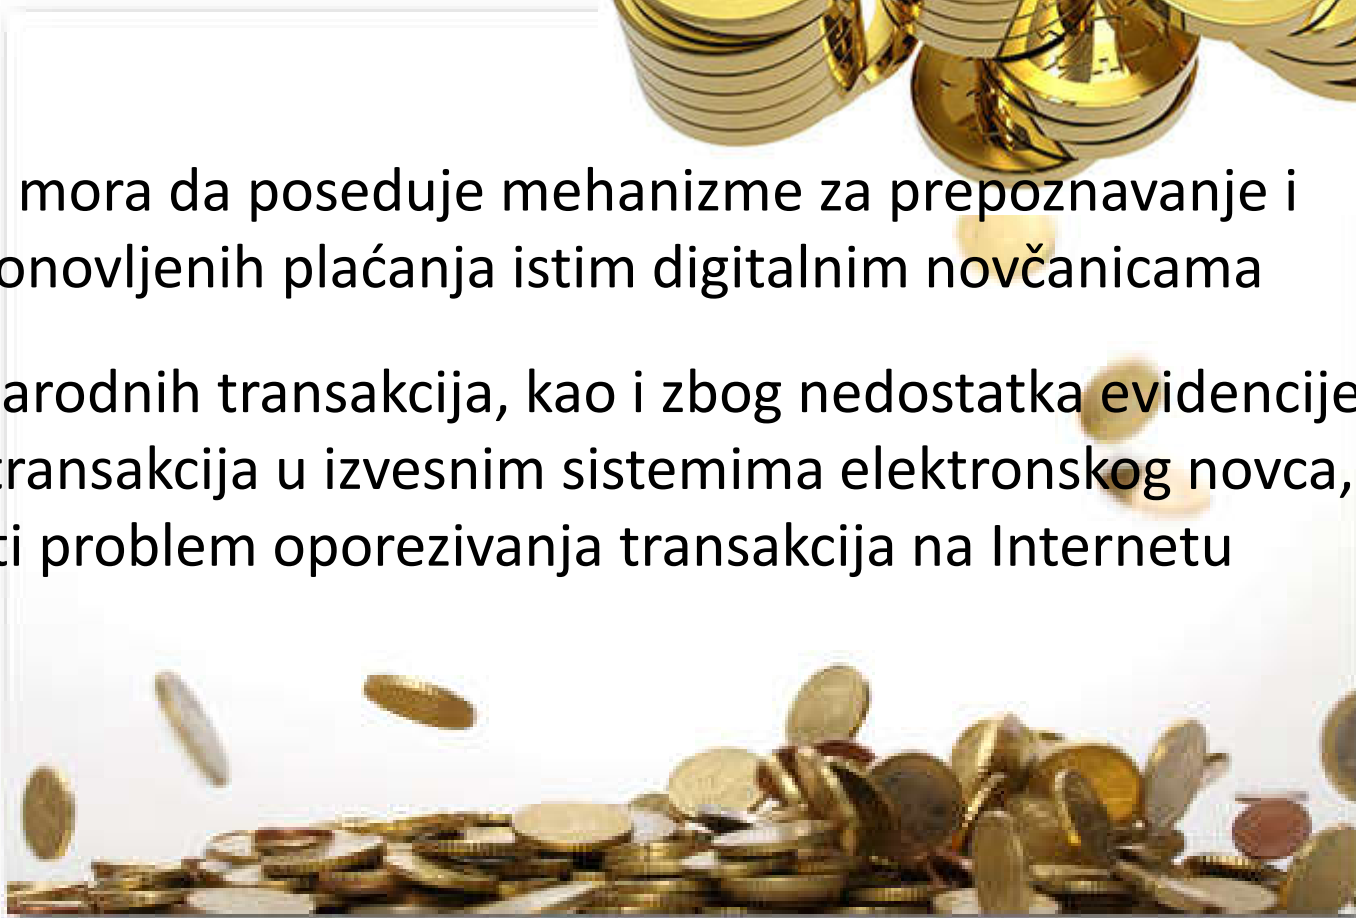 mora da poseduje mehanizme za prepoznavanje i
onovljenih plaćanja istim digitalnim novčanicama
arodnih transakcija, kao i zbog nedostatka evidencije
transakcija u izvesnim sistemima elektronskog novca,
ti problem oporezivanja transakcija na Internetu